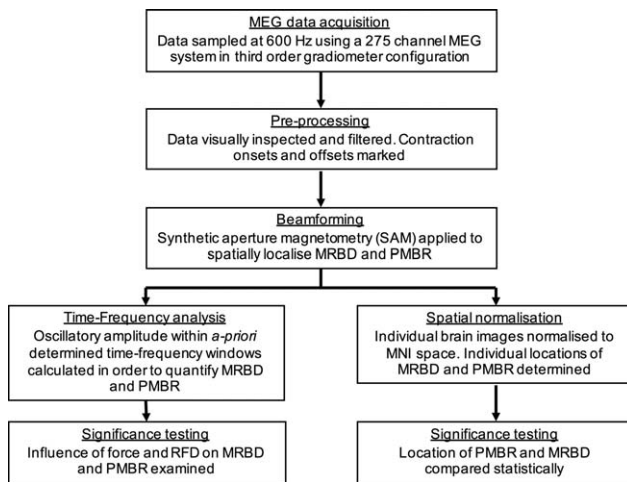 MEG data acquisition
Data sampled at 600 Hz using a 275 channel MEG
system in third order gradiometer configuration
Pre-processing
Data visually inspected and filtered. Contraction
onsets and offsets marked
Beamforming
Synthetic aperture magnetometry (SAM) applied to
spatially localise MRBD and PMBR
Time-Frequency analysis
Oscillatory amplitude within a-priori
determined time-frequency windows
calculated in order to quantify MRBD
and PMBR
Spatial normalisation
Individual brain images normalised to
MNI space. Individual locations of
MRBD and PMBR determined
Significance testing
Influence of force and RFD on MRBD
and PMBR examined
Significance testing
Location of PMBR and MRBD
compared statistically